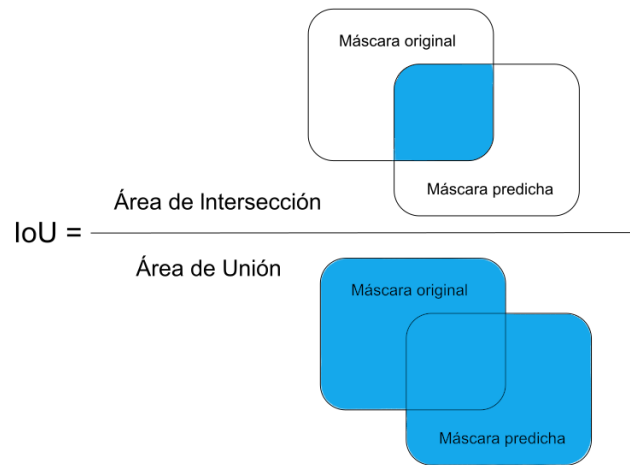 Máscara original
Máscara predicha
Área de Intersección
IoU =
Área de Unión
Máscara original
Máscara predicha